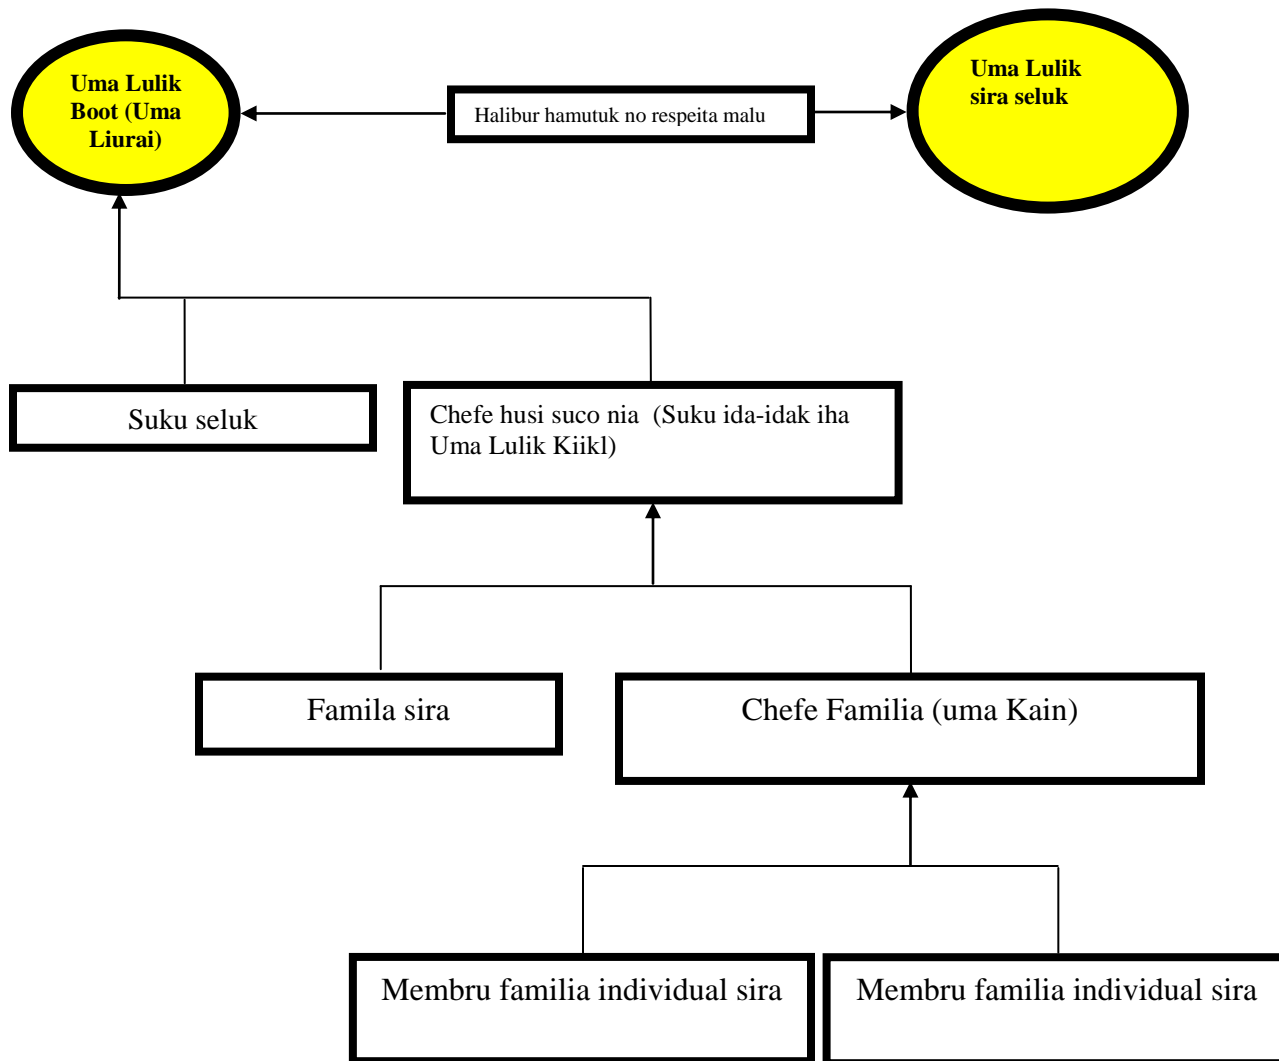 Uma Lulik
Boot (Uma
Liurai)
Halibur hamutuk no respeita malu
Uma Lulik
sira seluk
Suku seluk
Chefe husi suco nia  (Suku ida-idak iha
Uma Lulik Kiikl)
Famila sira
Chefe Familia (uma Kain)
Membru familia individual sira
Membru familia individual sira